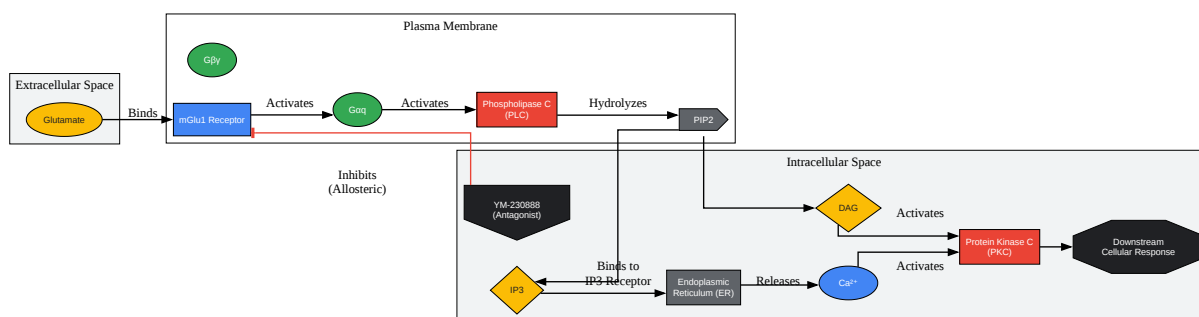 Plasma Membrane
Gβγ
Extracellular Space
Glutamate
Binds
mGlu1 Receptor
Activates
Gαq
Activates
Phospholipase C
(PLC)
Hydrolyzes
PIP2
Inhibits
(Allosteric)
Intracellular Space
YM-230888
(Antagonist)
DAG
Activates
Protein Kinase C
(PKC)
Downstream
Cellular Response
Activates
IP3
Binds to
IP3 Receptor
Endoplasmic
Reticulum (ER)
Releases
Ca²⁺